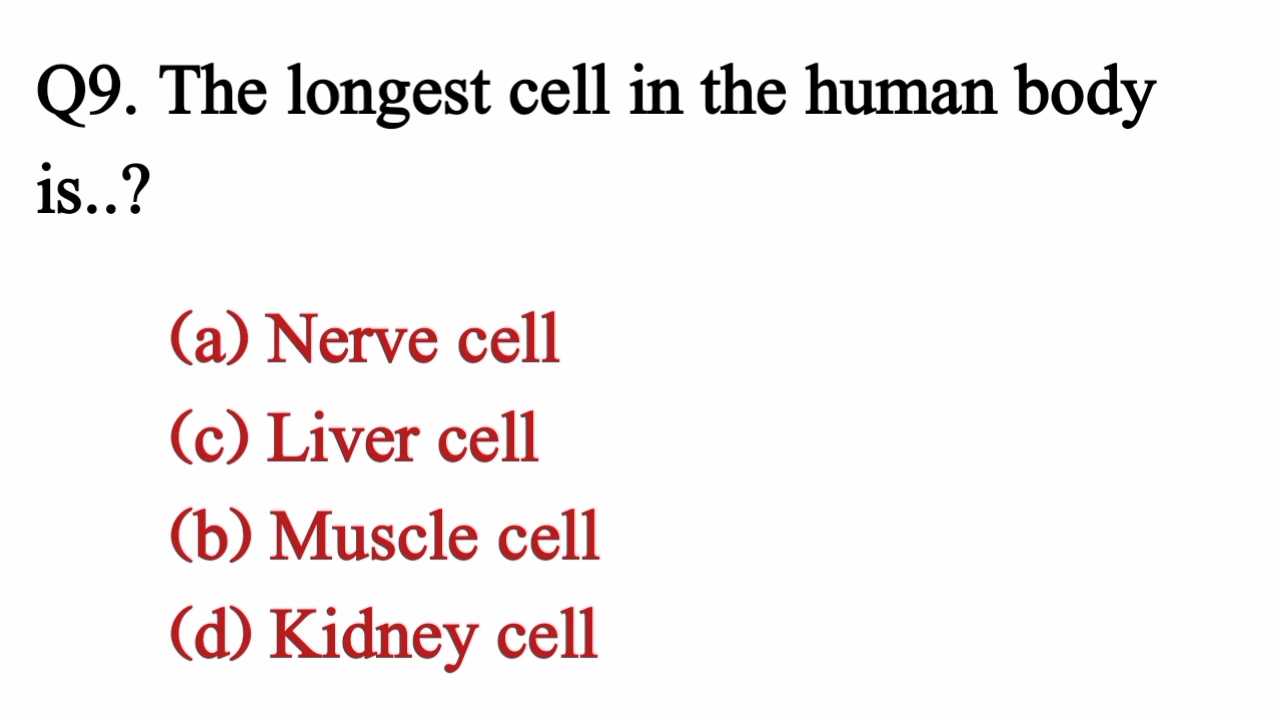 Q9. The longest cell in the human body
is..?
(a) Nerve cell
(c) Liver cell
(b) Muscle cell
(d) Kidney cell